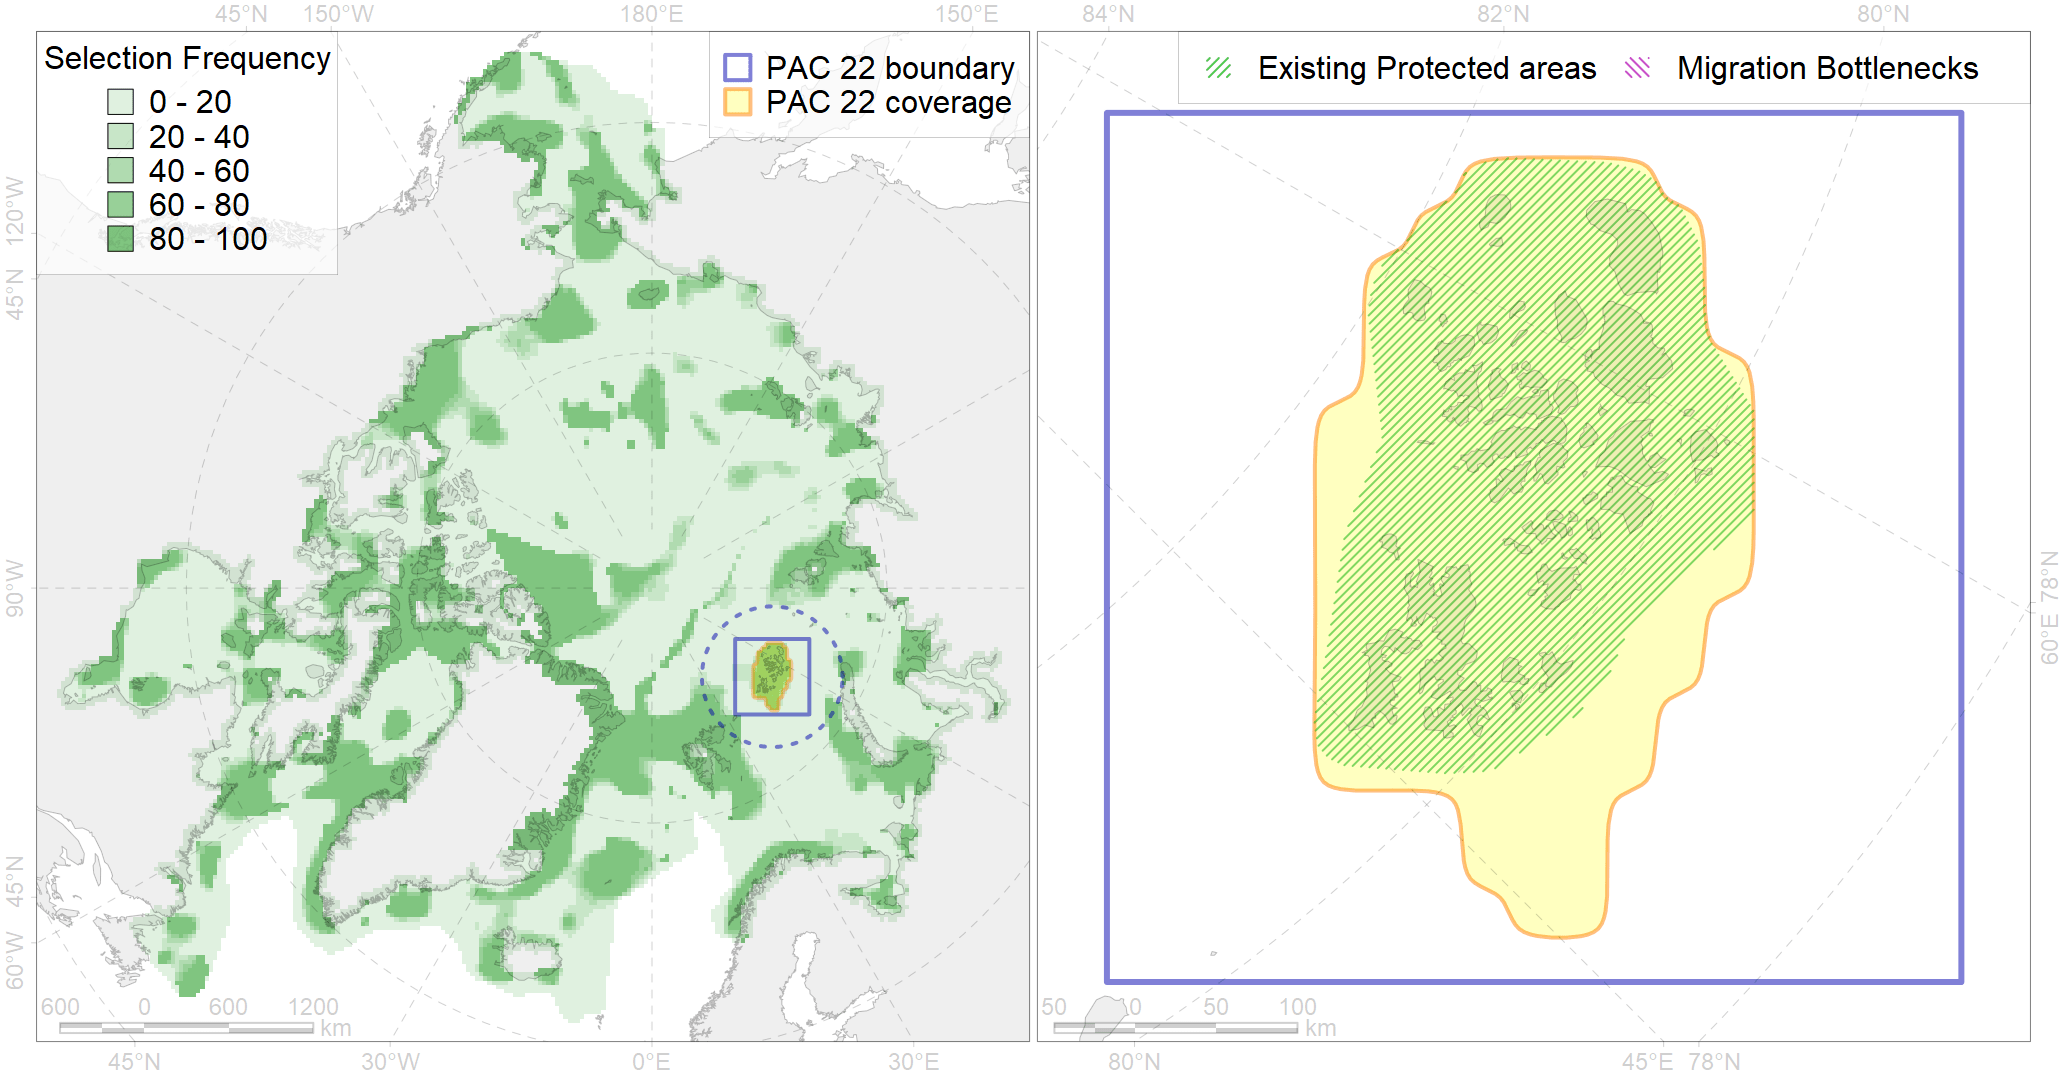 45°N 150°W 180°E 150°E 84°N 82°N 80°N
Selection Frequency
0 - 20
20 - 40
40 - 60
60 - 80
80 - 100
PAC 22 boundary
PAC 22 coverage
Existing Protected areas
Migration Bottlenecks
120°W
45°N
90°W
45°N
60°W
78°N
60°E
600 0 600 1200
km
50 0 50 100
km
45°N 30°W 0°E 30°E 80°N 45°E 78°N